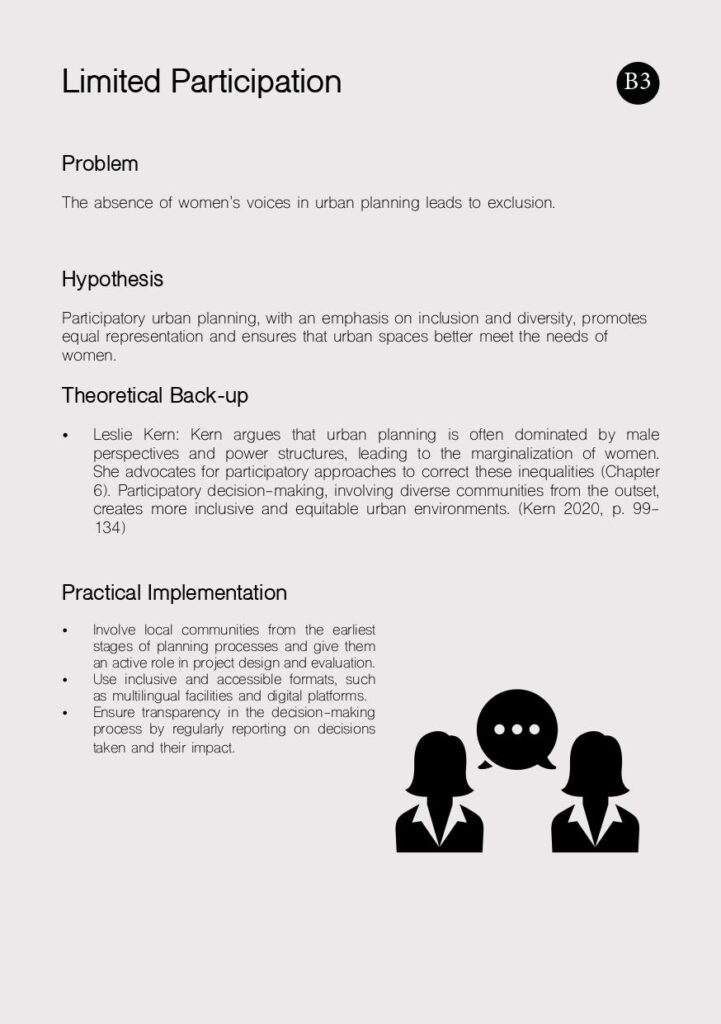 Limited Participation
B3
Problem
The absence of women's voices in urban planning leads to exclusion.
Hypothesis
Participatory urban planning, with an emphasis on inclusion and diversity, promotes
equal representation and ensures that urban spaces better meet the needs of
women.
Theoretical Back-up
• Leslie Kern: Kern argues that urban planning is often dominated by male
perspectives and power structures, leading to the marginalization of women.
She advocates for participatory approaches to correct these inequalities (Chapter
6). Participatory decision-making, involving diverse communities from the outset,
creates more inclusive and equitable urban environments. (Kern 2020, p. 99-
134)
Practical Implementation
• Involve local communities from the earliest
stages of planning processes and give them
an active role in project design and evaluation.
• Use inclusive and accessible formats, such
as multilingual facilities and digital platforms.
• Ensure transparency in the decision-making
process by regularly reporting on decisions
taken and their impact.